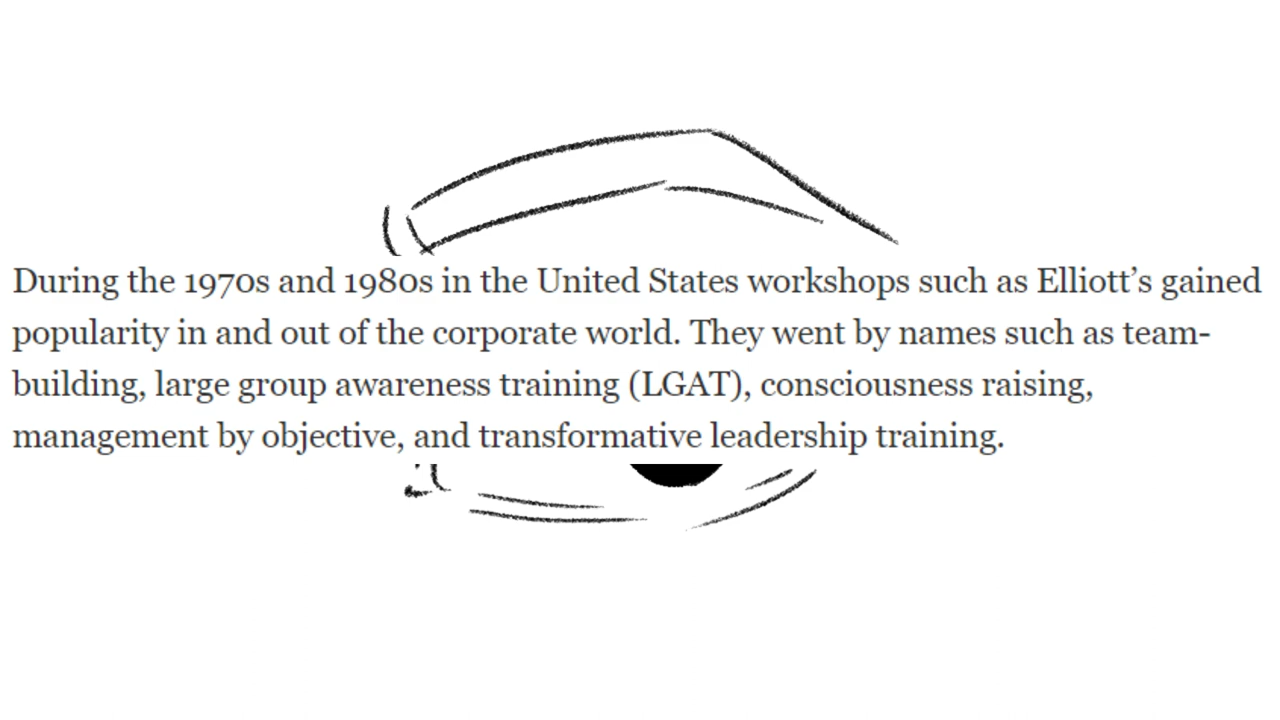 During the 1970s and 1980s in the United States workshops such as Elliott’s gained
popularity in and out of the corporate world. They went by names such as team-
building, large group awareness training (LGAT), consciousness raising,
management by objective, and transformative leadership training.